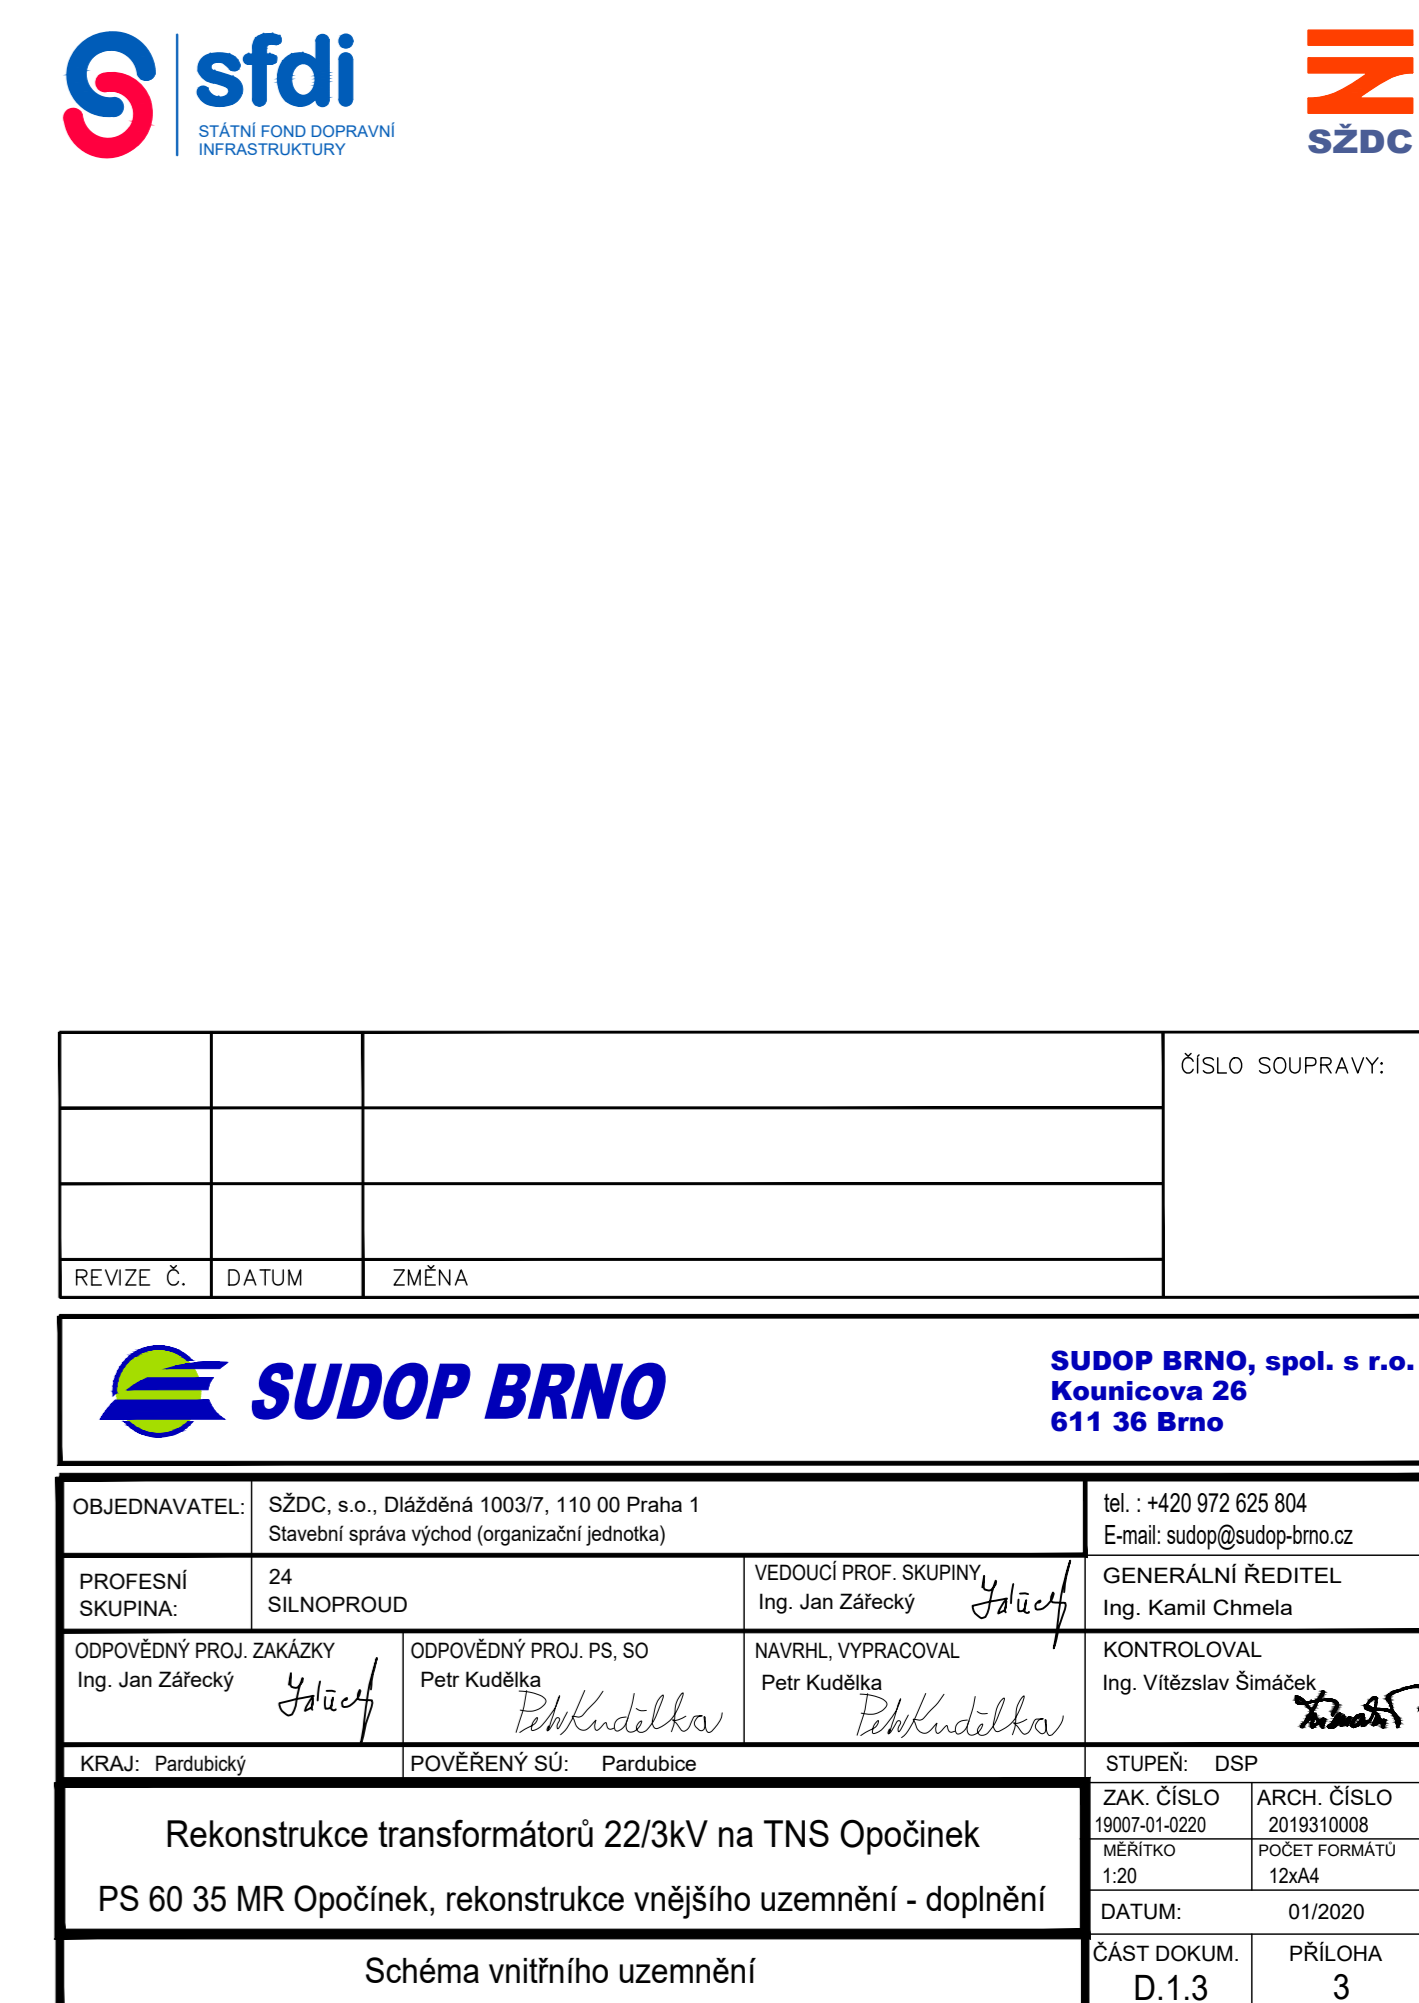 sfdi
STÁTNÍ FOND DOPRAVNÍ
INFRASTRUKTURY
SŽDC
ČÍSLO SOUPRAVY:
REVIZE Č. DATUM ZMĚNA
SUDOP BRNO
SUDOP BRNO, spol. s r.o.
Kounicova 26
611 36 Brno
OBJEDNAVATEL:
SŽDC, s.o., Dlážděná 1003/7, 110 00 Praha 1
Stavební správa východ (organizační jednotka)
tel. : +420 972 625 804
E-mail: sudop@sudop-brno.cz
PROFESNÍ
SKUPINA:
24
SILNOPROUD
VEDOUCÍ PROF. SKUPINY
Ing. Jan Zářecký
GENERÁLNÍ ŘEDITEL
Ing. Kamil Chmela
ODPOVĚDNÝ PROJ. ZAKÁZKY
Ing. Jan Zářecký
ODPOVĚDNÝ PROJ. PS, SO
Petr Kudělka
Petr Kudělka
NAVRHL, VYPRACOVAL
Petr Kudělka
Petr Kudělka
KONTROLOVAL
Ing. Vítězslav Šimáček
KRAJ: Pardubický
POVĚŘENÝ SÚ: Pardubice
STUPEŇ: DSP
Rekonstrukce transformátorů 22/3kV na TNS Opočinek
PS 60 35 MR Opočínek, rekonstrukce vnějšího uzemnění - doplnění
ZAK. ČÍSLO
19007-01-0220
ARCH. ČÍSLO
2019310008
MĚŘÍTKO
1:20
POČET FORMÁTŮ
12xA4
DATUM: 01/2020
Schéma vnitřního uzemnění
ČÁST DOKUM.
D.1.3
PŘÍLOHA
3